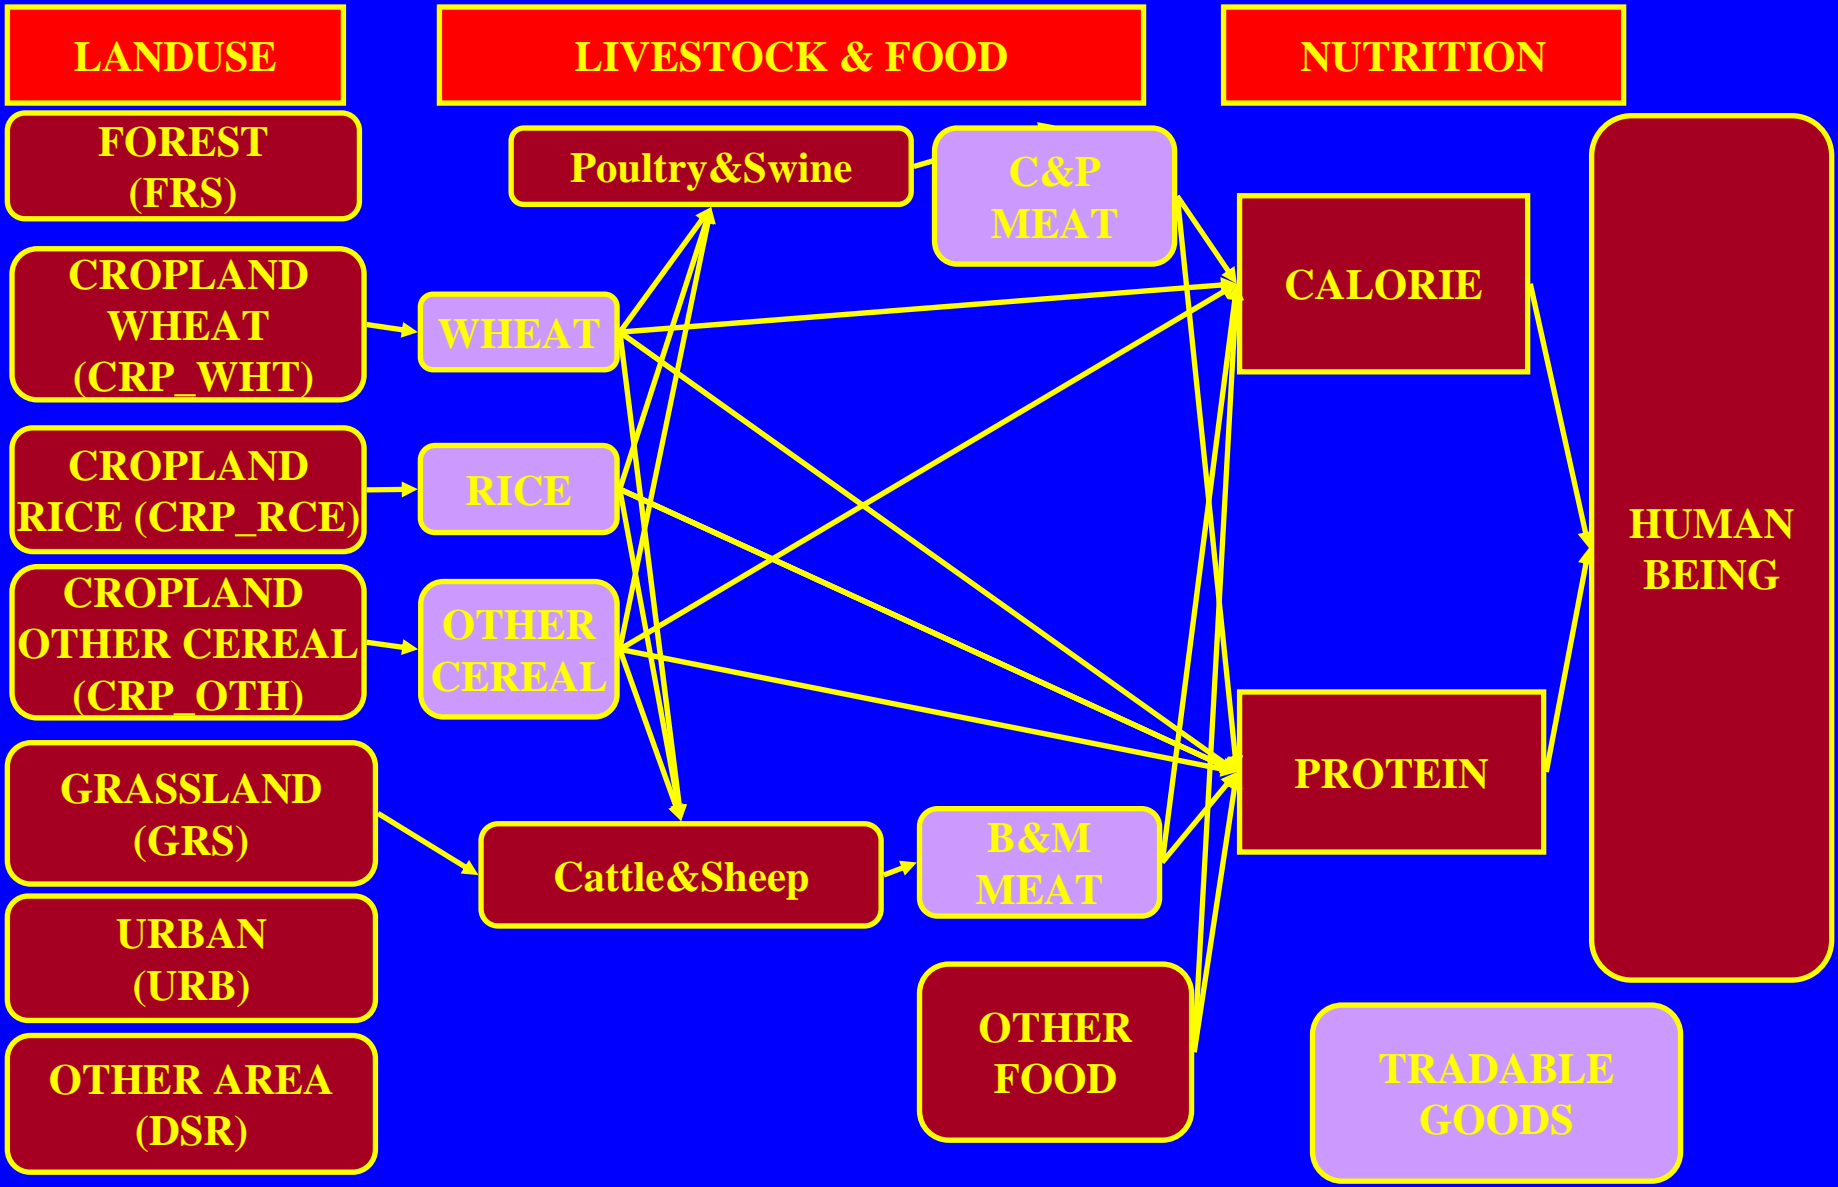 LANDUSE
LIVESTOCK & FOOD
NUTRITION
FOREST
(FRS)
CROPLAND
WHEAT
(CRP_WHT)
CROPLAND
RICE (CRP_RCE)
CROPLAND
OTHER CEREAL
(CRP_OTH)
GRASSLAND
(GRS)
URBAN
(URB)
OTHER AREA
(DSR)
Poultry&Swine
WHEAT
RICE
OTHER
CEREAL
Cattle&Sheep
C&P
MEAT
B&M
MEAT
OTHER
FOOD
CALORIE
PROTEIN
HUMAN
BEING
TRADABLE
GOODS